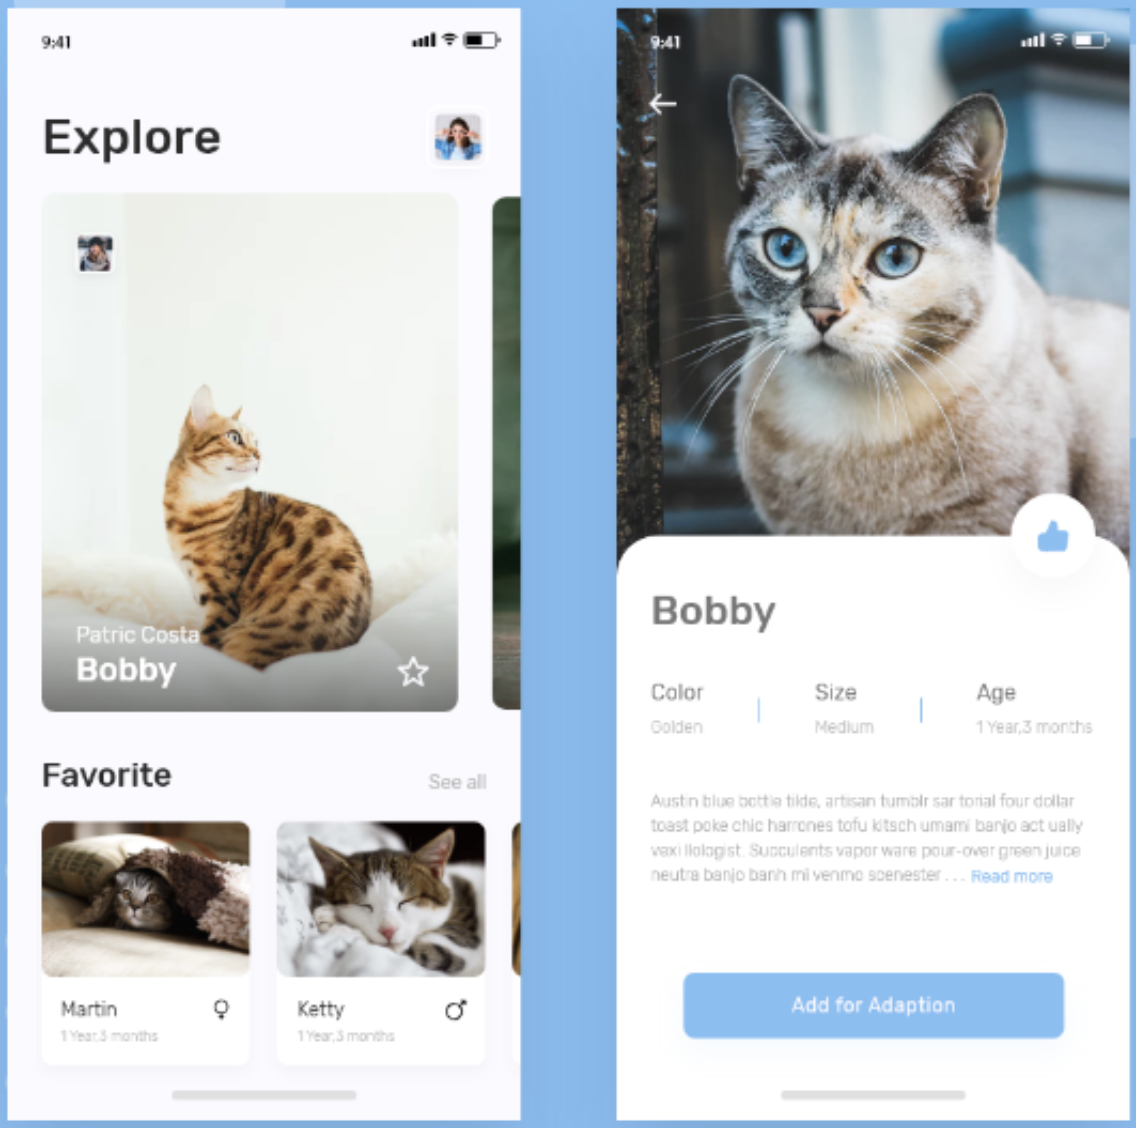 9:41
Explore
Patric Costa
Bobby
Favorite
See all
Martin
1 Year,3 months
Ketty
1 Year,3 months
9:41
Bobby
Color
Size
Age
Golden
Medium
1 Year,3 months
Austin blue bottle tilde, artisan tumblr sar torial four dollar
toast poke chic harrones tofu kitsch umami banjo act ually
vexi llologist. Succulents vapor ware pour-over green juice
neutra banjo banh mi venmo scenester . . . Read more
Add for Adaption